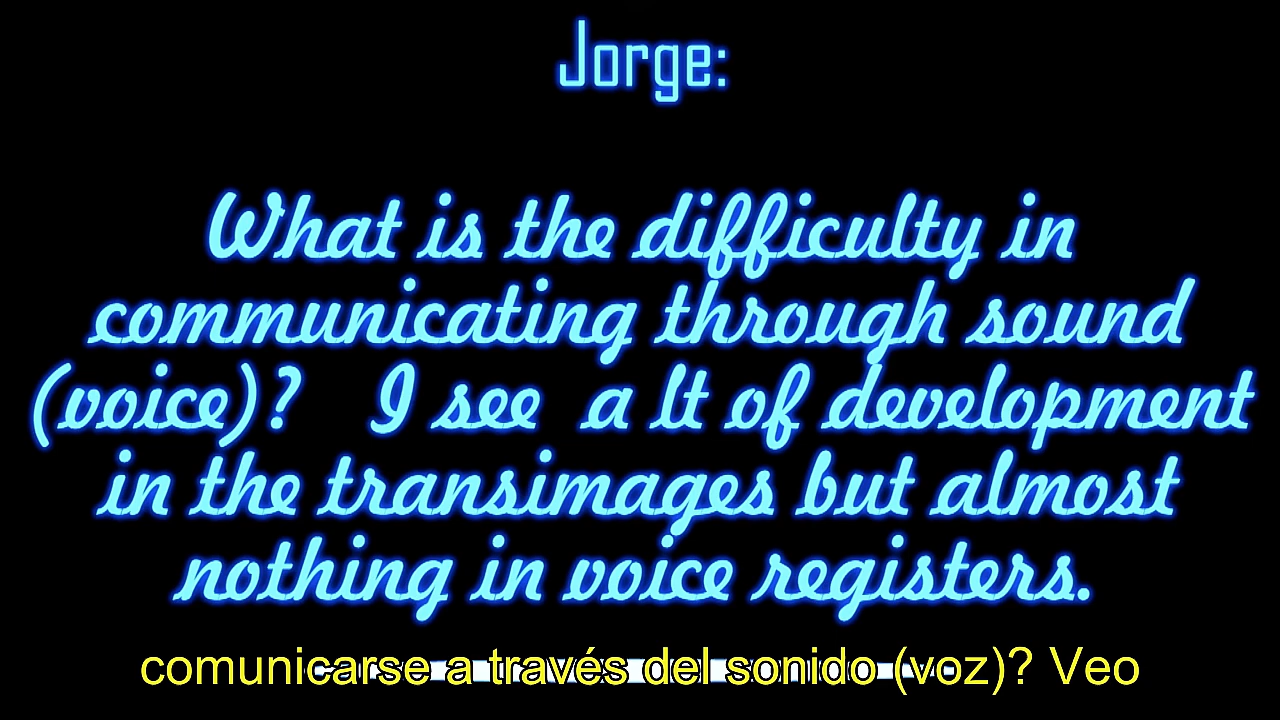 Jorge:
What is the difficulty in
communicating through sound
(voice)? I see a lt of development
in the transimages but almost
nothing in voice registers.
comunicarse a través del sonido (voz)? Veo